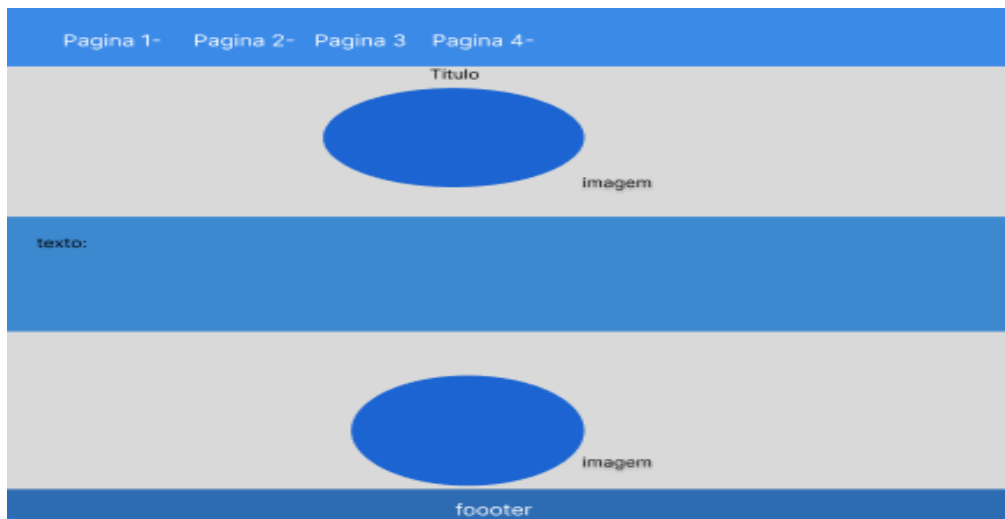 Pagina 1- Pagina 2- Pagina 3 Pagina 4-
Titulo
imagem
texto:
imagem
foooter